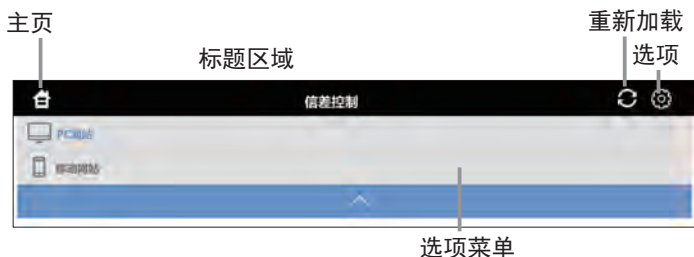 主页
重新加载
标题区域
选项
信差控制
PC网站
移动网站
选项菜单